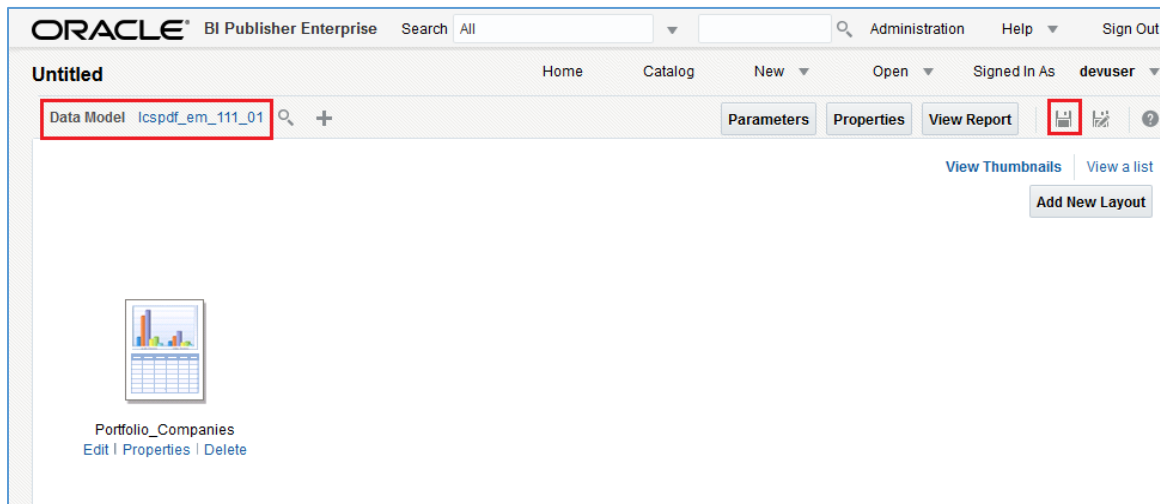 ORACLE® BI Publisher Enterprise Search All Administration Help Sign Out
Untitled Home Catalog New Open Signed In As devuser
Data Model lcspdf_em_111_01 Parameters Properties View Report
View Thumbnails View a list
Add New Layout
Portfolio_Companies
Edit | Properties | Delete